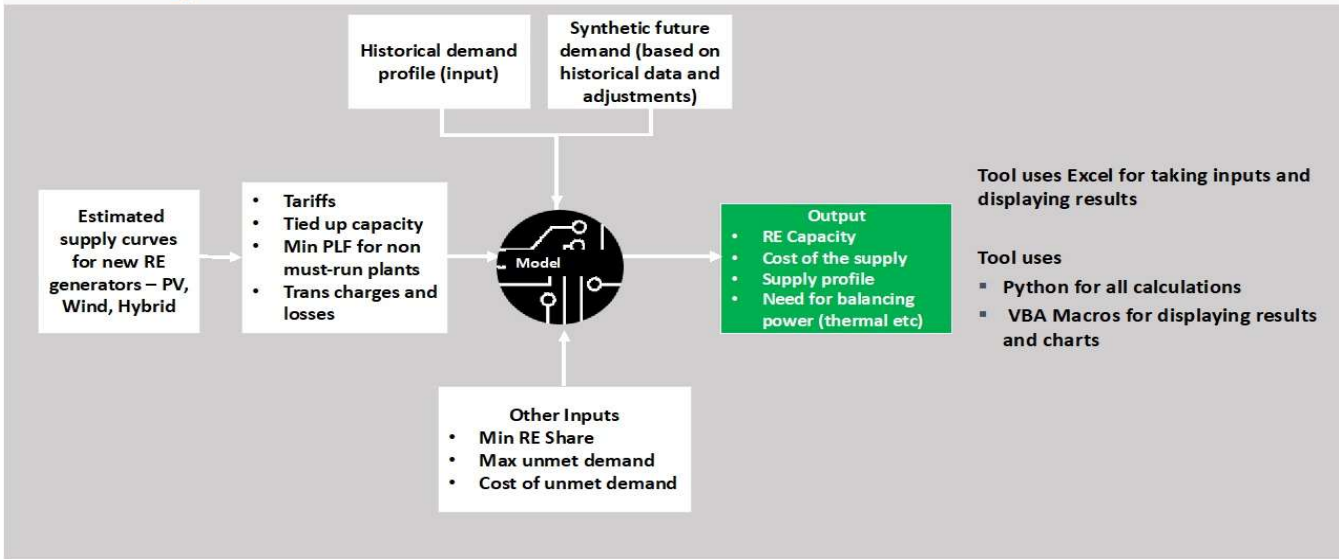 Historical demand
profile (input)
Synthetic future
demand (based on
historical data and
adjustments)
Estimated
supply curves
for new RE
generators – PV,
Wind, Hybrid
• Tariffs
• Tied up capacity
• Min PLF for non
must-run plants
• Trans charges and
losses
Model
Output
• RE Capacity
• Cost of the supply
• Supply profile
• Need for balancing
power (thermal etc)
Other Inputs
• Min RE Share
• Max unmet demand
• Cost of unmet demand
Tool uses Excel for taking inputs and
displaying results
Tool uses
▪ Python for all calculations
▪ VBA Macros for displaying results
and charts